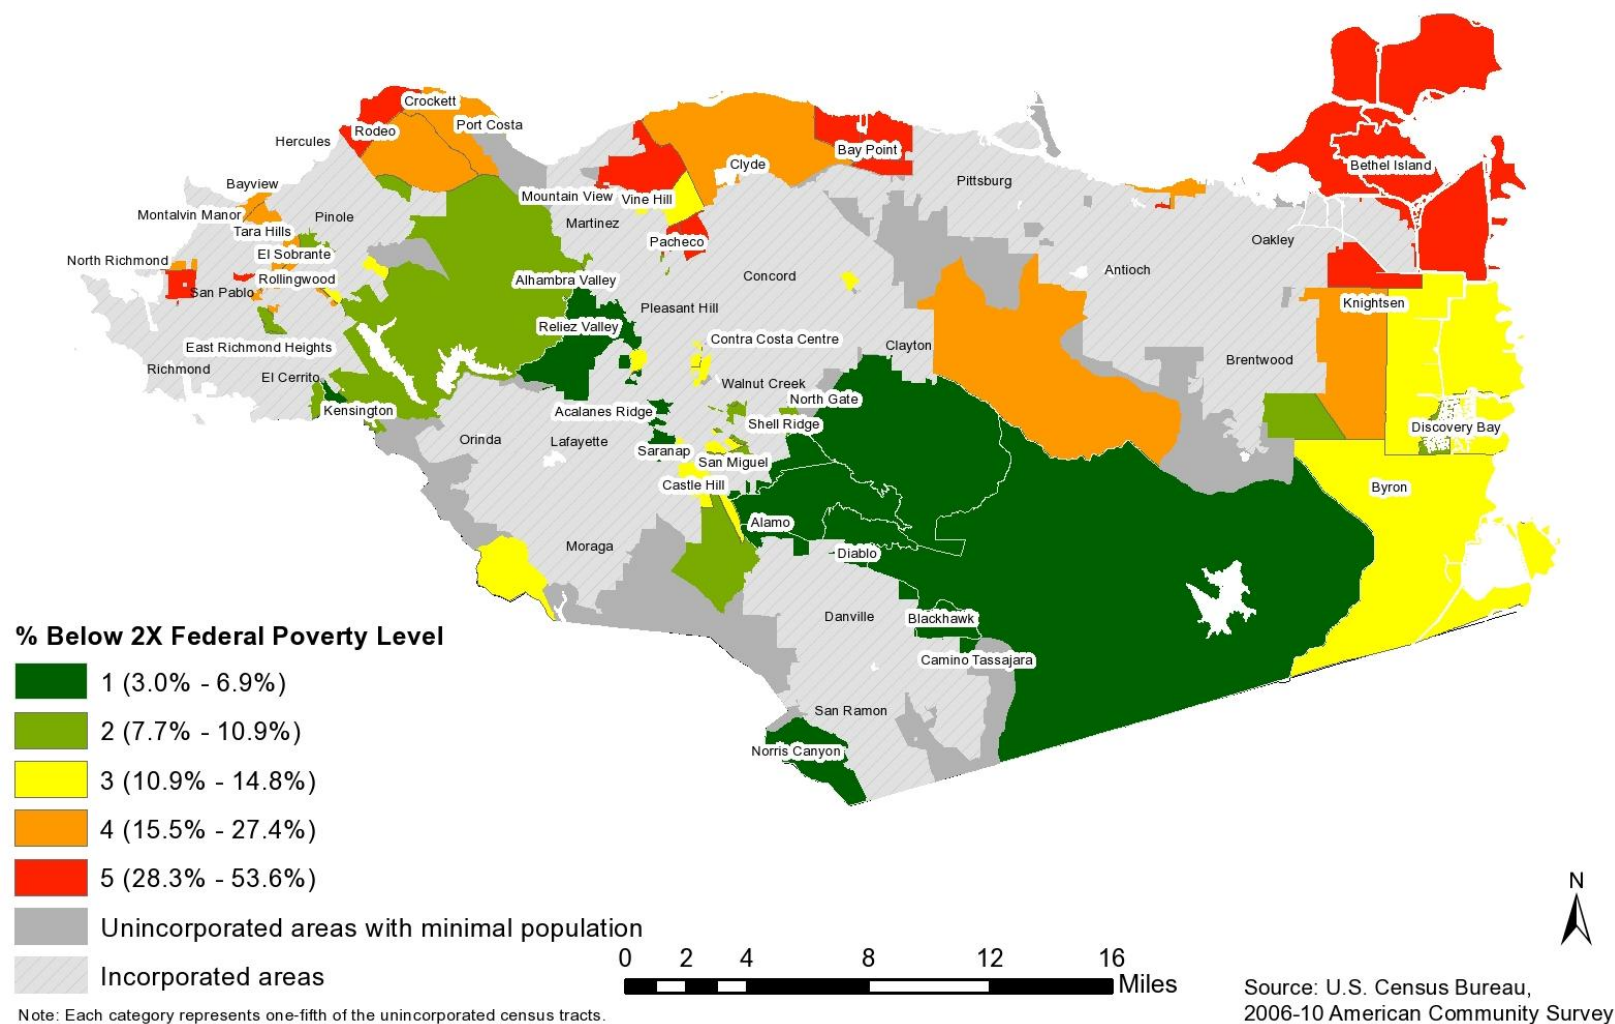 Crockett
Port Costa
Rodeo
Hercules
Bay Point
Clyde
Bethel Island
Pittsburg
Bayview
Mountain View
Vine Hill
Montalvin Manor
Pinole
Martinez
Tara Hills
Pacheco
Oakley
El Sobrante
North Richmond
Antioch
Concord
Rollingwood
Alhambra Valley
San Pablo
Knightsen
Pleasant Hill
Reliez Valley
Contra Costa Centre
Clayton
East Richmond Heights
Brentwood
Richmond
El Cerrito
Walnut Creek
North Gate
Kensington
Acalanes Ridge
Shell Ridge
Discovery Bay
Orinda
Lafayette
Saranap
San Miguel
Castle Hill
Byron
Alamo
Moraga
Diablo
Danville
Blackhawk
Camino Tassajara
San Ramon
Norris Canyon
% Below 2X Federal Poverty Level
1 (3.0% - 6.9%)
2 (7.7% - 10.9%)
3 (10.9% - 14.8%)
4 (15.5% - 27.4%)
5 (28.3% - 53.6%)
Unincorporated areas with minimal population
Incorporated areas
Note: Each category represents one-fifth of the unincorporated census tracts.
0 2 4 8 12 16
Miles
N
Source: U.S. Census Bureau,
2006-10 American Community Survey